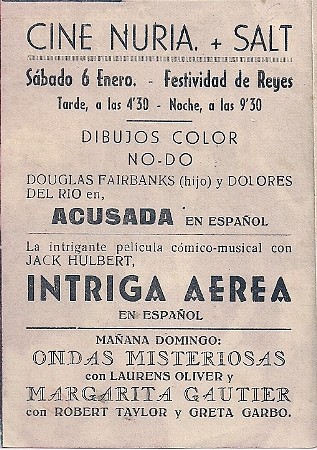 CINE NURIA. + SALT
Sábado 6 Enero. - Festividad de Reyes
Tarde, a las 4'30 - Noche, a las 9'30
DIBUJOS COLOR
NO-DO
DOUGLAS FAIRBANKS (hijo) y DOLORES
DEL RIO en,
ACUSADA EN ESPAÑOL
La intrigante película cómico-musical con
JACK HULBERT,
INTRIGA AEREA
EN ESPAÑOL
MAÑANA DOMINGO:
ONDAS MISTERIOSAS
con LAURENS OLIVER y
MARGARITA GAUTIER
con ROBERT TAYLOR y GRETA GARBO.